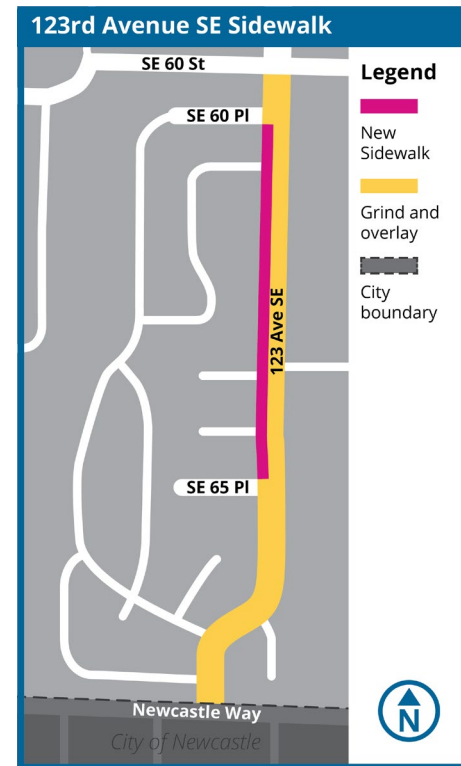 123rd Avenue SE Sidewalk
SE 60 St
SE 60 Pl
123 Ave SE
SE 65 Pl
Newcastle Way
City of Newcastle
Legend
New
Sidewalk
Grind and
overlay
City
boundary
N